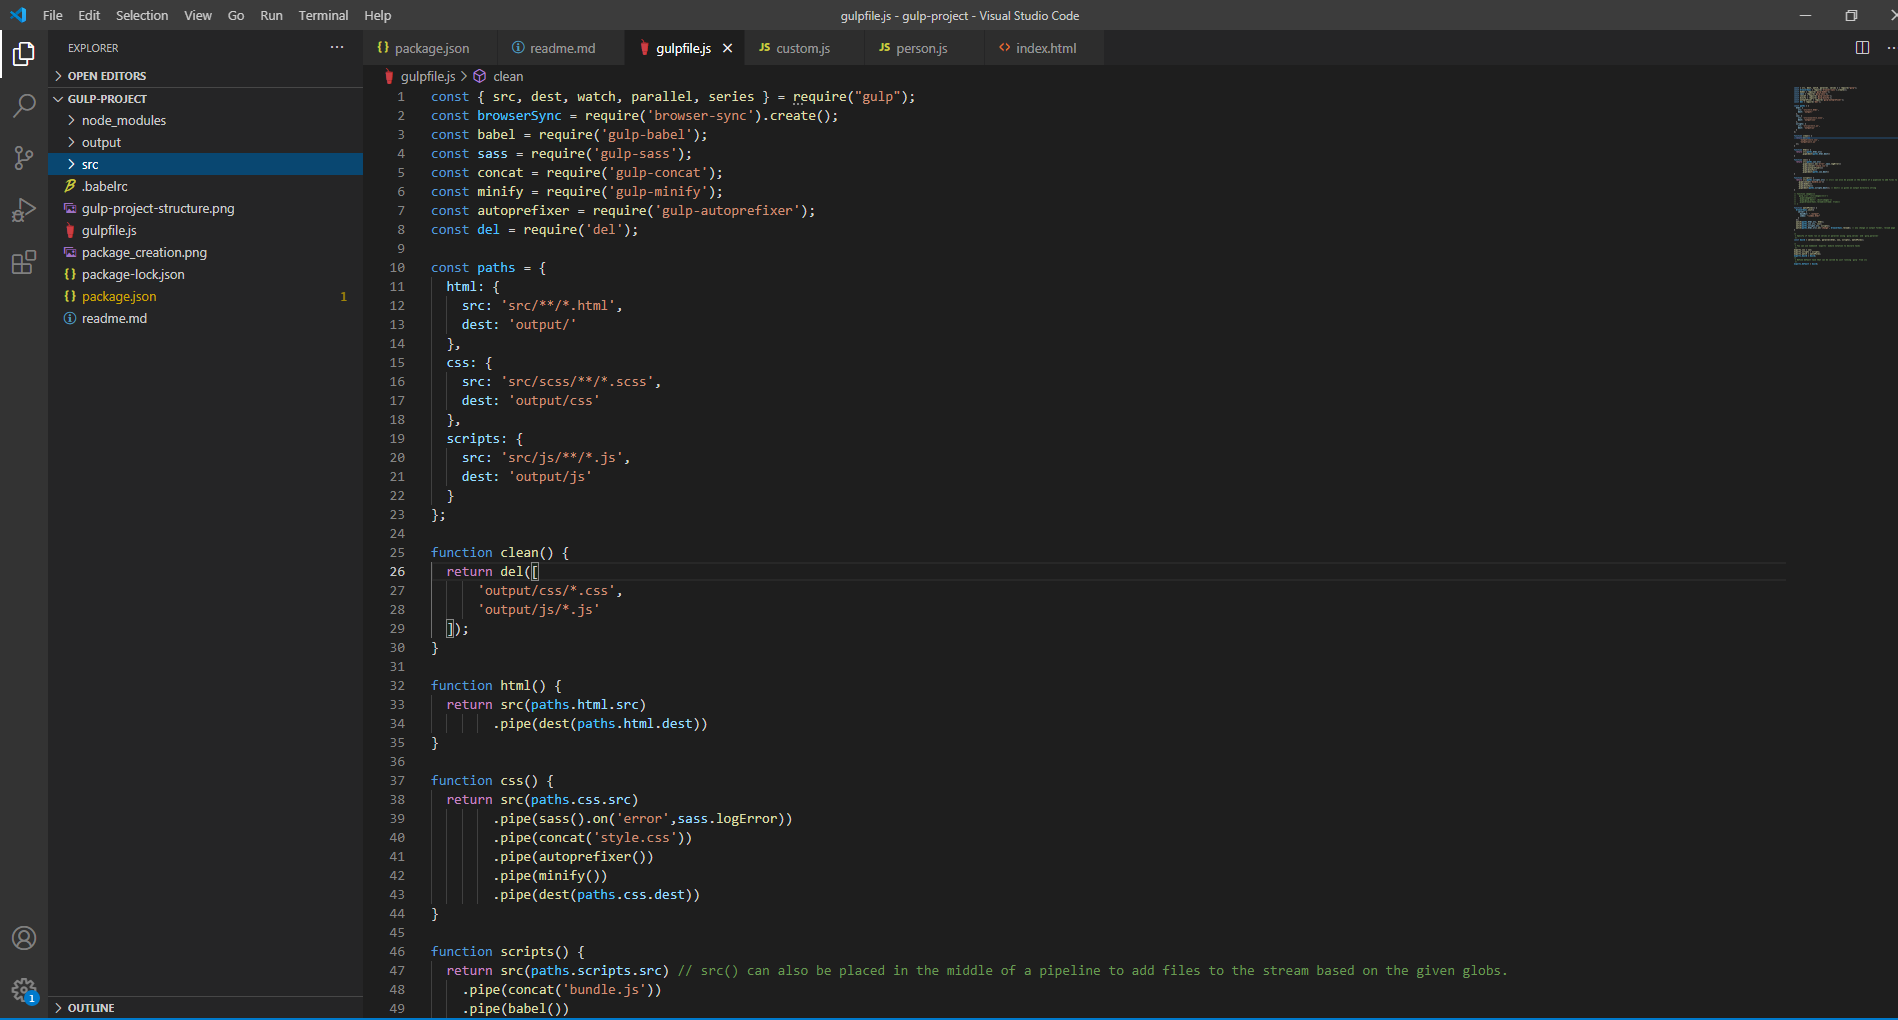 File Edit Selection View Go Run Terminal Help
gulpfile.js - gulp-project - Visual Studio Code
EXPLORER
OPEN EDITORS
GULP-PROJECT
node_modules
output
src
.babelrc
gulp-project-structure.png
gulpfile.js
package_creation.png
package-lock.json
package.json 1
readme.md
OUTLINE
1
package.json readme.md gulpfile.js custom.js person.js index.html
gulpfile.js > clean
1 const { src, dest, watch, parallel, series } = require("gulp");
2 const browserSync = require('browser-sync').create();
3 const babel = require('gulp-babel');
4 const sass = require('gulp-sass');
5 const concat = require('gulp-concat');
6 const minify = require('gulp-minify');
7 const autoprefixer = require('gulp-autoprefixer');
8 const del = require('del');
9
10 const paths = {
11 html: {
12 src: 'src/**/*.html',
13 dest: 'output/'
14 },
15 css: {
16 src: 'src/scss/**/*.scss',
17 dest: 'output/css'
18 },
19 scripts: {
20 src: 'src/js/**/*.js',
21 dest: 'output/js'
22 }
23 };
24
25 function clean() {
26 return del([
27 'output/css/*.css',
28 'output/js/*.js'
29 ]);
30 }
31
32 function html() {
33 return src(paths.html.src)
34 .pipe(dest(paths.html.dest))
35 }
36
37 function css() {
38 return src(paths.css.src)
39 .pipe(sass().on('error',sass.logError))
40 .pipe(concat('style.css'))
41 .pipe(autoprefixer())
42 .pipe(minify())
43 .pipe(dest(paths.css.dest))
44 }
45
46 function scripts() {
47 return src(paths.scripts.src) // src() can also be placed in the middle of a pipeline to add files to the stream based on the given globs.
48 .pipe(concat('bundle.js'))
49 .pipe(babel())